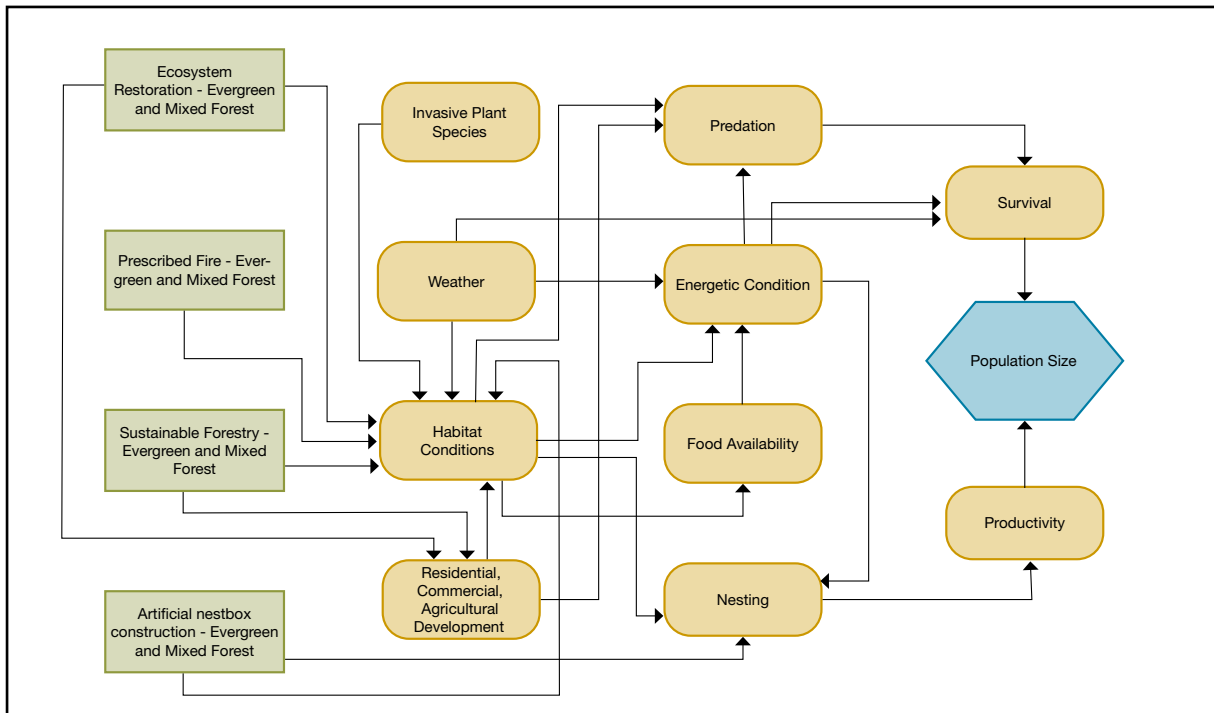 Ecosystem
Restoration - Evergreen
and Mixed Forest
Invasive Plant
Species
Predation
Survival
Prescribed Fire - Ever-
green and Mixed Forest
Weather
Energetic Condition
Population Size
Sustainable Forestry -
Evergreen and Mixed
Forest
Habitat
Conditions
Food Availability
Productivity
Residential,
Commercial,
Agricultural
Development
Nesting
Artificial nestbox
construction - Evergreen
and Mixed Forest